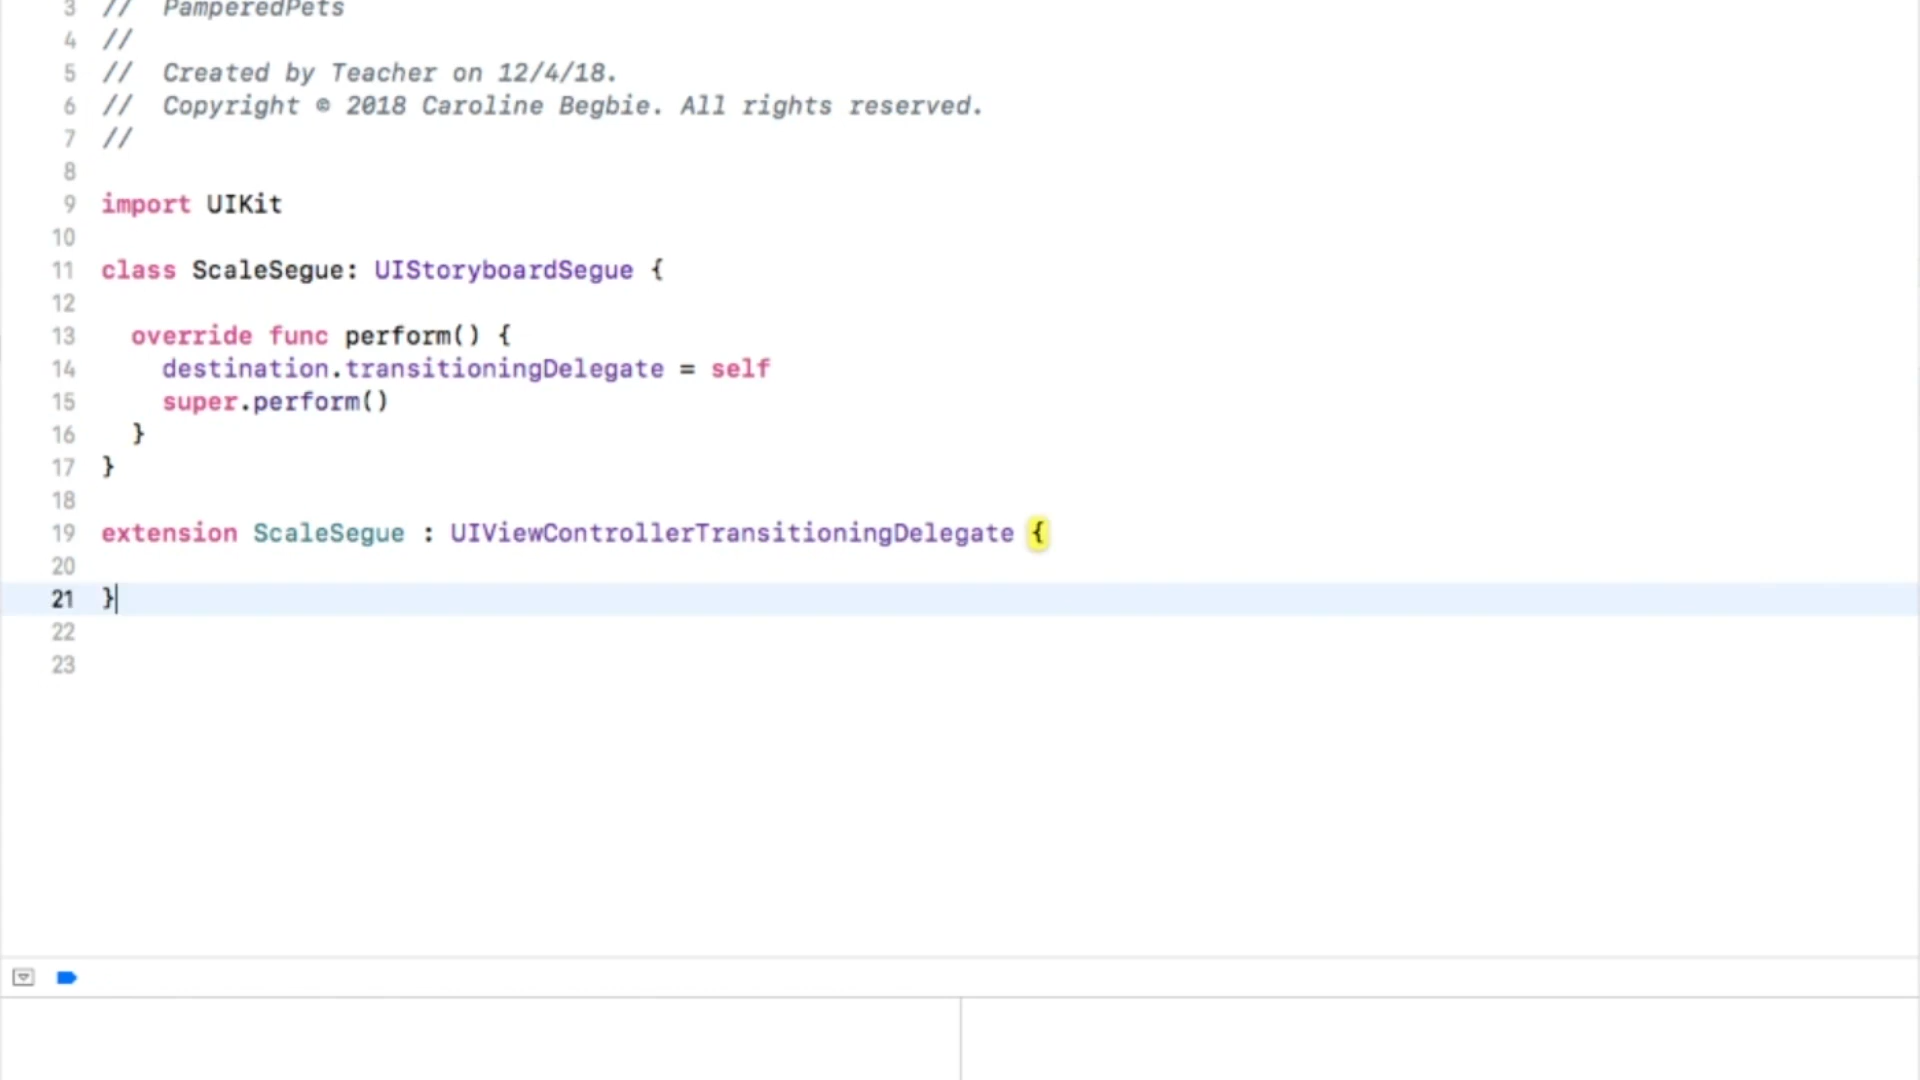 3 // PamperedPets
4 //
5 // Created by Teacher on 12/4/18.
6 // Copyright © 2018 Caroline Begbie. All rights reserved.
7 //
8
9 import UIKit
10
11 class ScaleSegue: UIStoryboardSegue {
12
13 override func perform() {
14 destination.transitioningDelegate = self
15 super.perform()
16 }
17 }
18
19 extension ScaleSegue : UIViewControllerTransitioningDelegate {
20
21 }
22
23